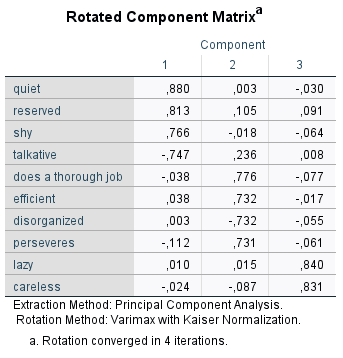 Rotated Component Matrixa
Component
1 2 3
quiet ,880 ,003 -,030
reserved ,813 ,105 ,091
shy ,766 -,018 -,064
talkative -,747 ,236 ,008
does a thorough job -,038 ,776 -,077
efficient ,038 ,732 -,017
disorganized ,003 -,732 -,055
perseveres -,112 ,731 -,061
lazy ,010 ,015 ,840
careless -,024 -,087 ,831
Extraction Method: Principal Component Analysis.
Rotation Method: Varimax with Kaiser Normalization.
a. Rotation converged in 4 iterations.